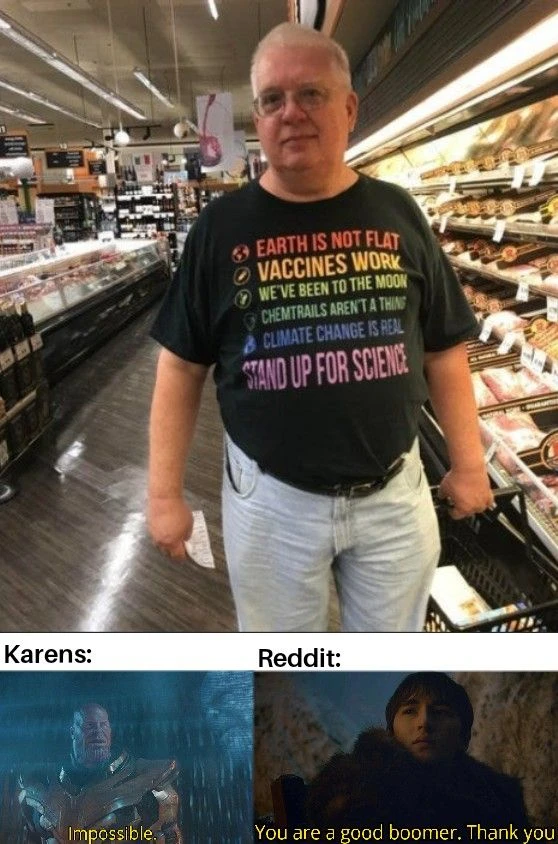 EARTH IS NOT FLAT
VACCINES WORK
WE'VE BEEN TO THE MOON
CHEMTRAILS AREN'T A THING
CLIMATE CHANGE IS REAL
STAND UP FOR SCIENCE
Karens: Reddit:
Impossible. You are a good boomer. Thank you